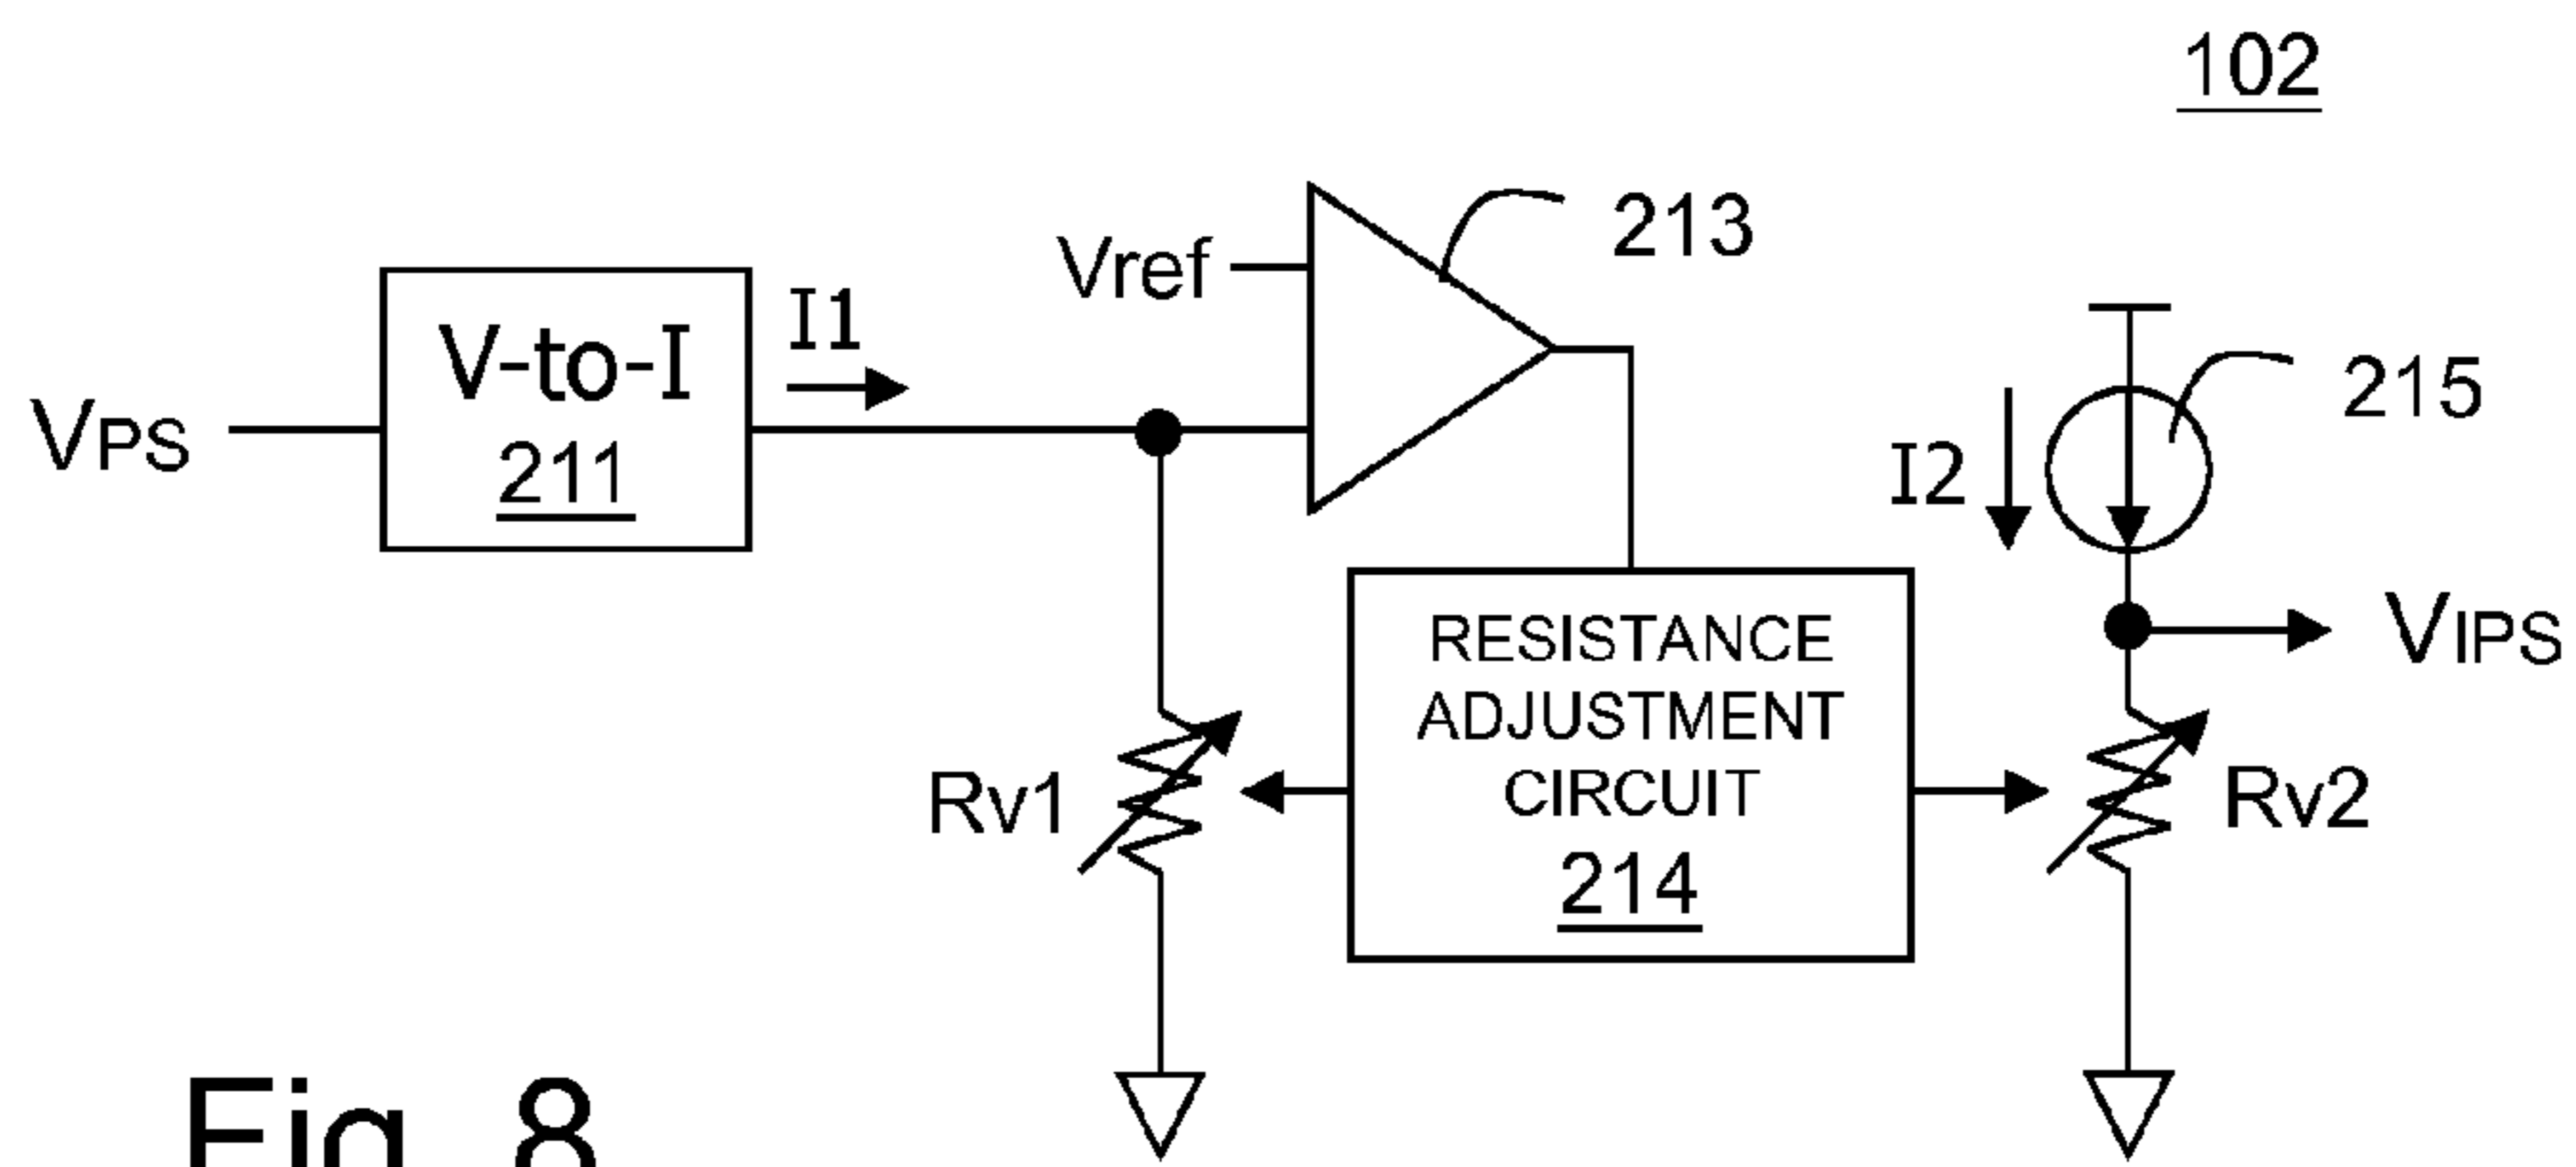 102
213
Vref
I1
V-to-I
211
VPS
215
I2
VIPS
RESISTANCE
ADJUSTMENT
CIRCUIT
214
Rv1
Rv2
Fig. 8